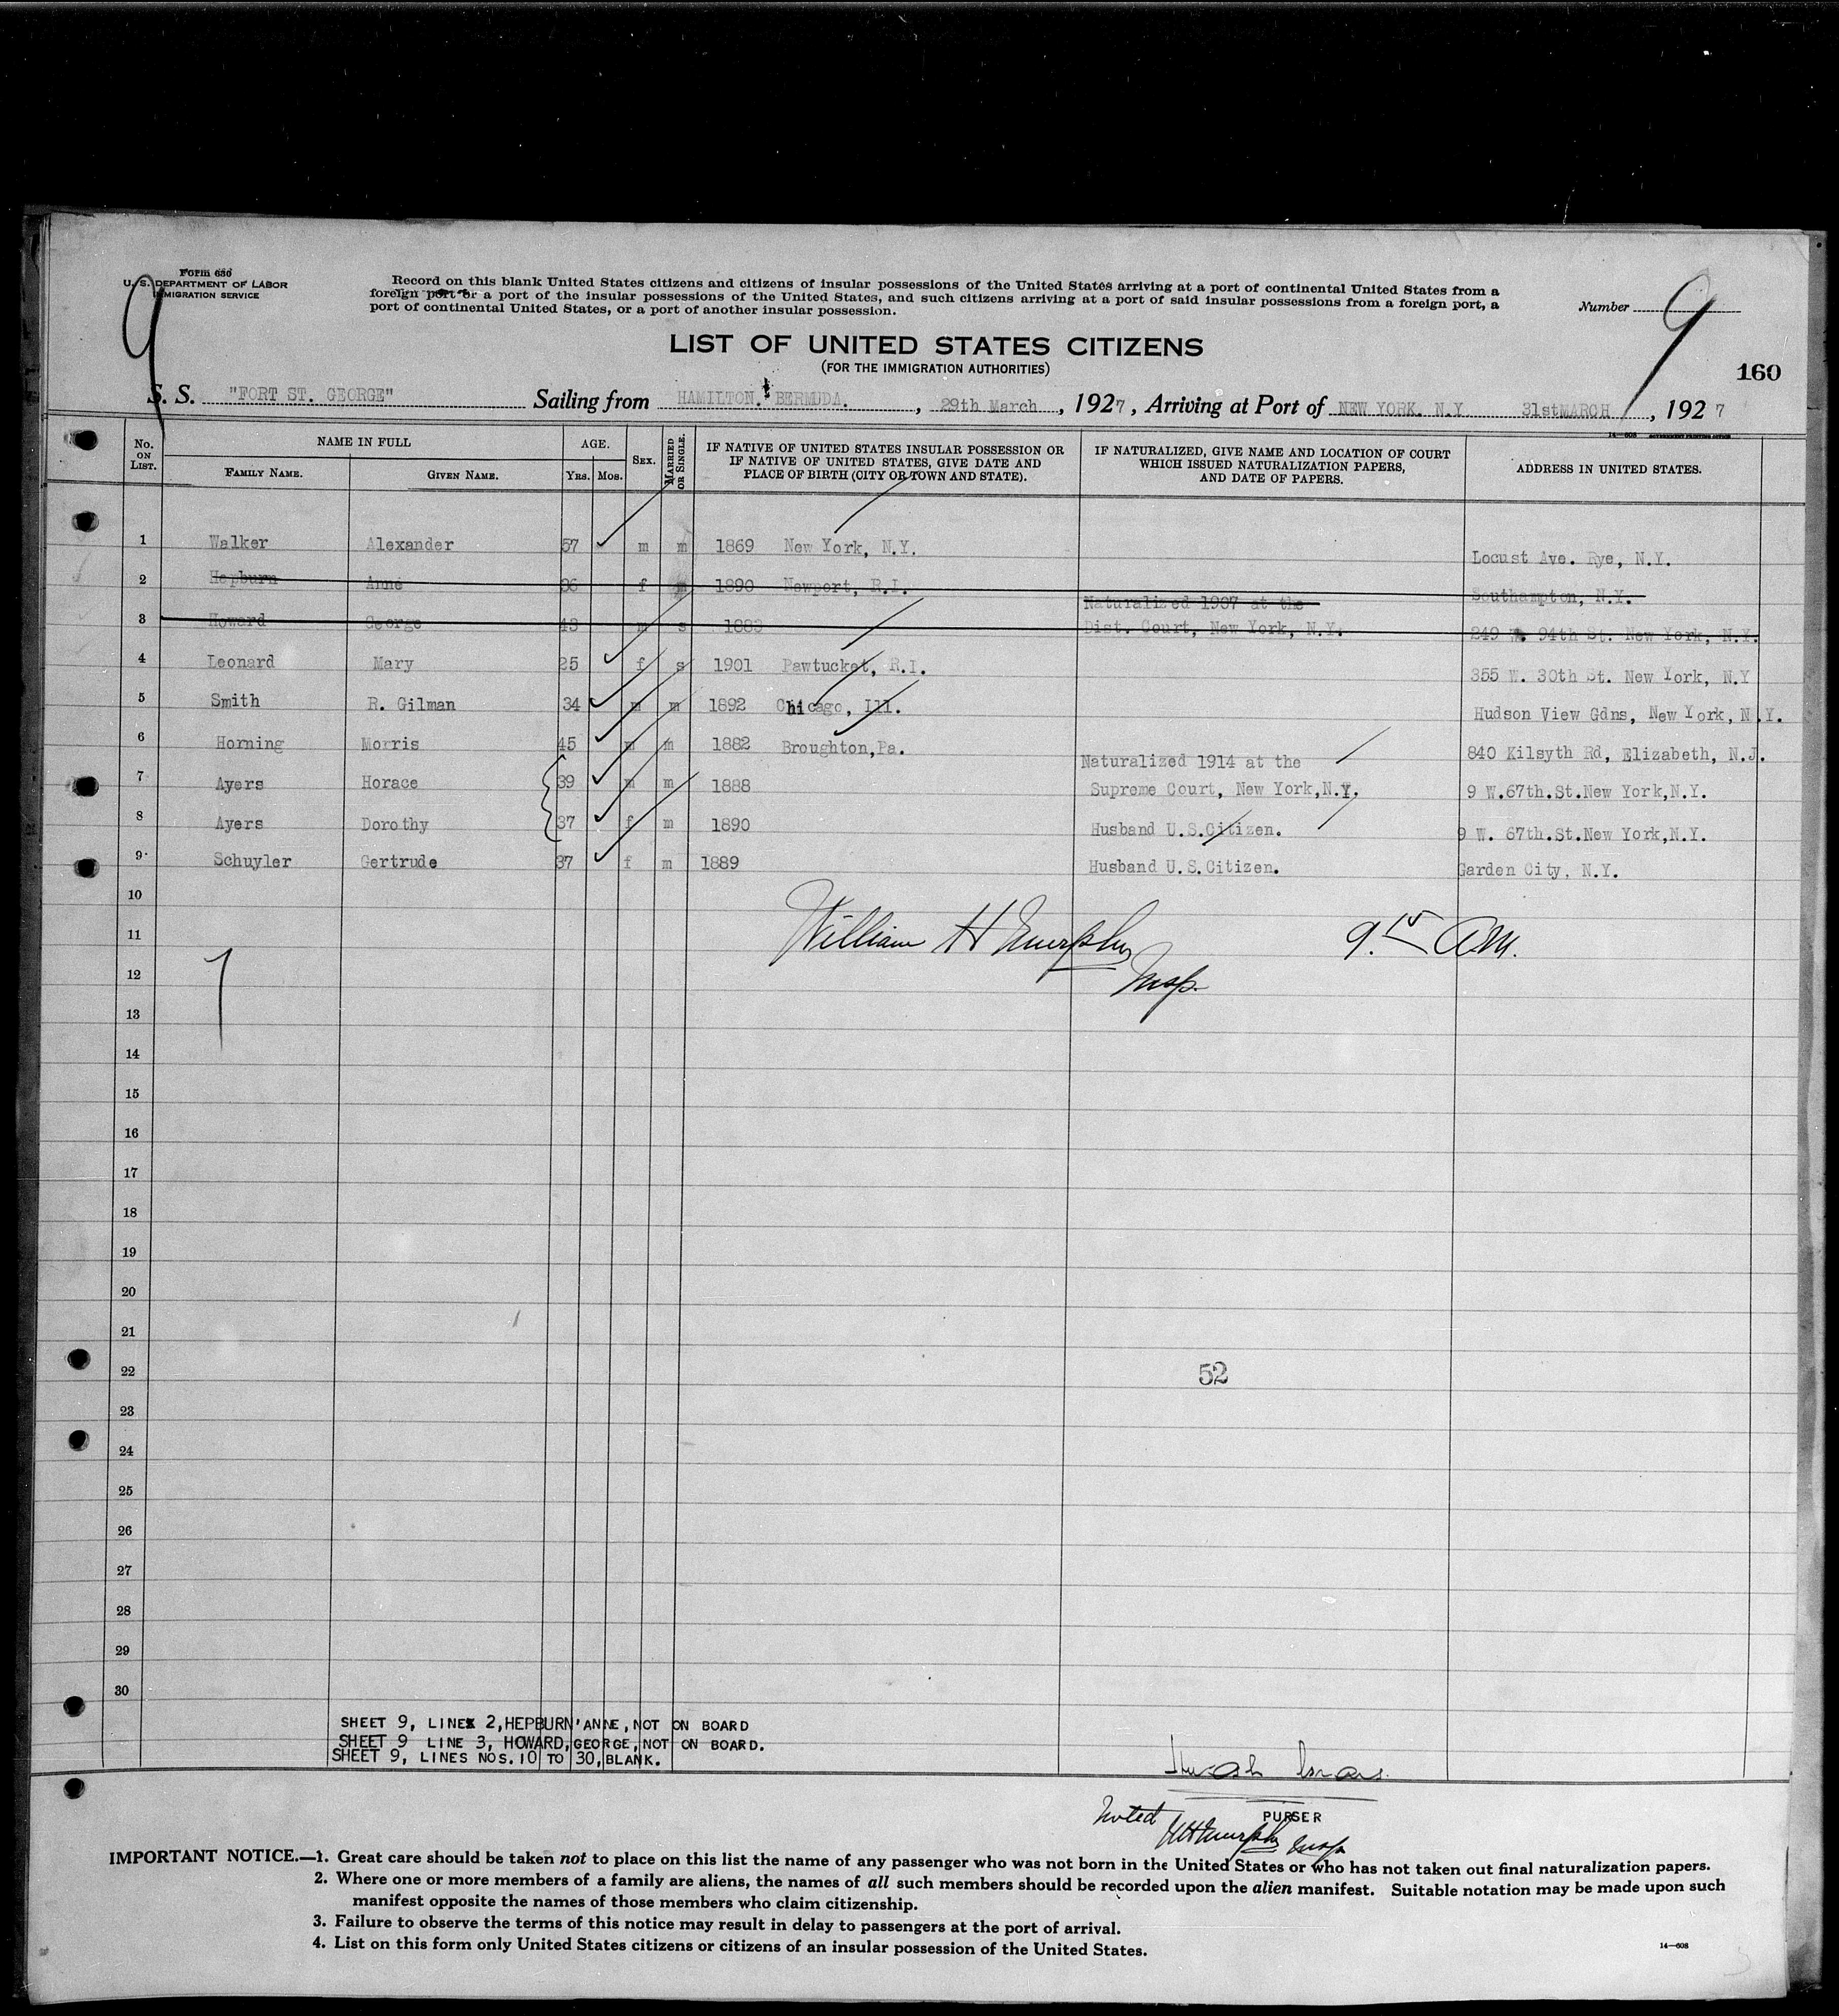 Form 630
U. S. DEPARTMENT OF LABOR
IMMIGRATION SERVICE
Record on this blank United States citizens and citizens of insular possessions of the United States arriving at a port of continental United States from a
foreign port or a port of the insular possessions of the United States, and such citizens arriving at a port of said insular possessions from a foreign port, a
port of continental United States, or a port of another insular possession.
9
Number 9
LIST OF UNITED STATES CITIZENS
(FOR THE IMMIGRATION AUTHORITIES)
160
S. S. "FORT ST. GEORGE" Sailing from HAMILTON. BERMUDA., 29th March, 1927, Arriving at Port of NEW YORK. N.Y 31stMARCH, 1927
14—608 GOVERNMENT PRINTING OFFICE
No. ON LIST. NAME IN FULL FAMILY NAME. GIVEN NAME. AGE. YRS. MOS. SEX. MARRIED OR SINGLE. IF NATIVE OF UNITED STATES INSULAR POSSESSION OR IF NATIVE OF UNITED STATES, GIVE DATE AND PLACE OF BIRTH (CITY OR TOWN AND STATE). IF NATURALIZED, GIVE NAME AND LOCATION OF COURT WHICH ISSUED NATURALIZATION PAPERS, AND DATE OF PAPERS. ADDRESS IN UNITED STATES.
1 Walker Alexander 57 m m 1869 New York, N.Y. Locust Ave. Rye, N.Y.
2 Hepburn Anne 36 f m 1890 Newport, R.I. Southampton, N.Y.
Naturalized 1907 at the
3 Howard George 43 m s 1883 Dist. Court, New York, N.Y. 249 W. 94th St. New York, N.Y.
4 Leonard Mary 25 f s 1901 Pawtucket, R.I. 355 W. 30th St. New York, N.Y
5 Smith R. Gilman 34 m m 1892 Chicago, Ill. Hudson View Gdns, New York, N.Y.
6 Horning Morris 45 m m 1882 Broughton,Pa. 840 Kilsyth Rd, Elizabeth, N.J.
Naturalized 1914 at the
7 Ayers Horace 39 m m 1888 Supreme Court, New York,N.Y. 9 W.67th.St.New York,N.Y.
8 Ayers Dorothy 37 f m 1890 Husband U.S.Citizen. 9 W. 67th.St.New York,N.Y.
9 Schuyler Gertrude 37 f m 1889 Husband U.S.Citizen. Garden City, N.Y.
10
11 William H Murphy 9.15 AM.
12 Insp.
13
14
15
16
17
18
19
20
21
22 52
23
24
25
26
27
28
29
30
SHEET 9, LINEX 2,HEPBURN'ANNE,NOT ON BOARD
SHEET 9 LINE 3, HOWARD,GEORGE,NOT ON BOARD.
SHEET 9, LINES NOS. 10 TO 30,BLANK.
PURSER
Noted
WHMurphy Insp
IMPORTANT NOTICE.—1. Great care should be taken not to place on this list the name of any passenger who was not born in the United States or who has not taken out final naturalization papers.
2. Where one or more members of a family are aliens, the names of all such members should be recorded upon the alien manifest. Suitable notation may be made upon such
manifest opposite the names of those members who claim citizenship.
3. Failure to observe the terms of this notice may result in delay to passengers at the port of arrival.
4. List on this form only United States citizens or citizens of an insular possession of the United States.
14—608